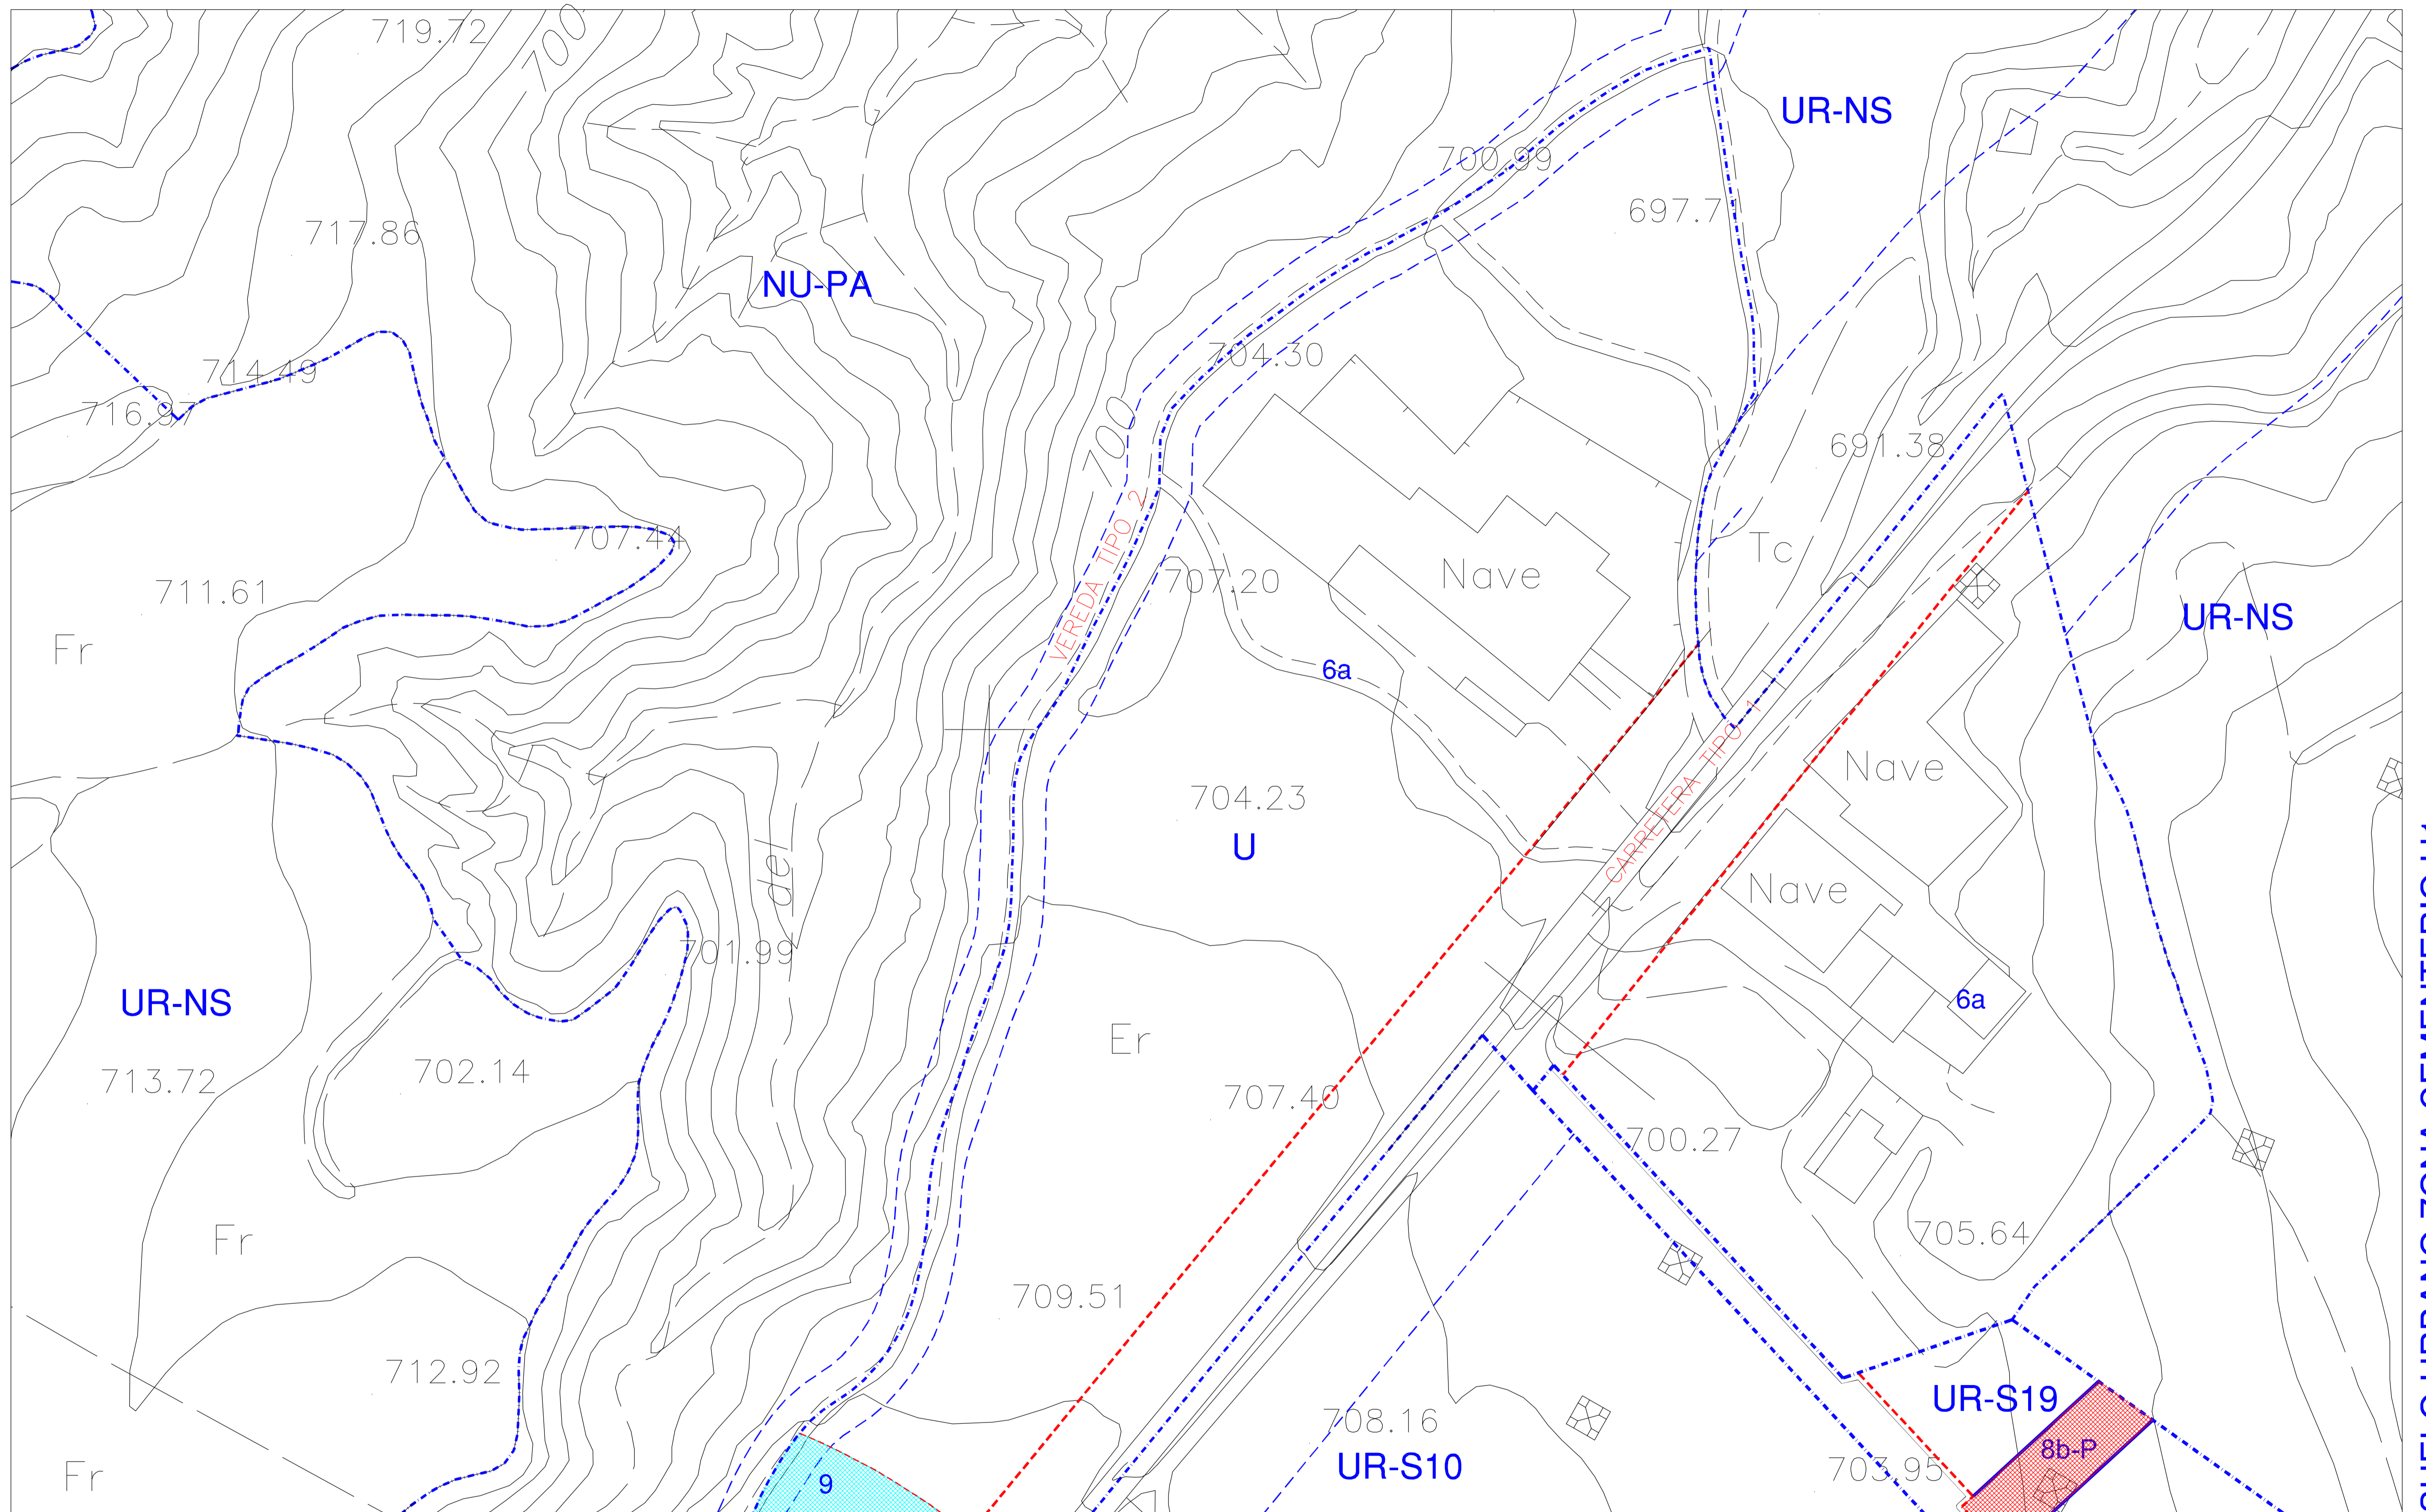 719.72
700
UR-NS
700.99
697.7
717.86
NU-PA
704.30
714.49
716.97
700
691.38
VEREDA TIPO 2
707.44
Tc
Nave
707.20
711.61
UR-NS
Fr
6a
CARRETERA TIPO 1
Nave
704.23
U
del
Nave
701.99
UR-NS
6a
Er
702.14
713.72
707.40
700.27
Fr
705.64
709.51
712.92
UR-S19
708.16
8b-P
UR-S10
703.95
Fr
9